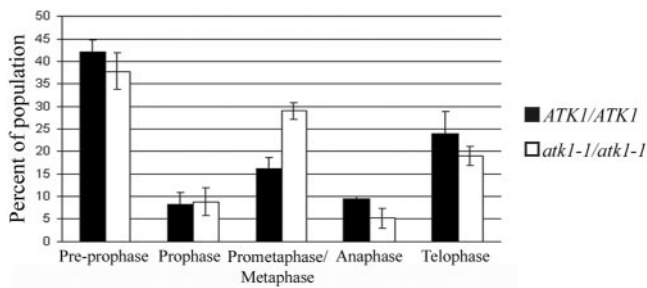 Percent of population
50
45
40
35
30
25
20
15
10
5
0
Pre-prophase Prophase Prometaphase/ Anaphase Telophase
Metaphase
ATK1/ATK1
atk1-1/atk1-1